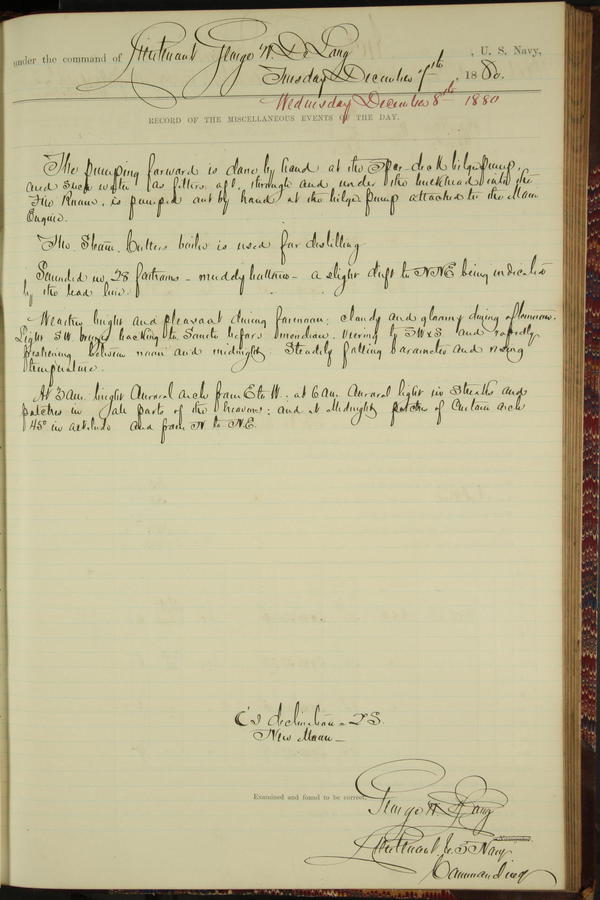 under the command of Lieutenant George W. De Long, U. S. Navy,
Tuesday December 7th, 1880.
Wednesday December 8th 1880
RECORD OF THE MISCELLANEOUS EVENTS OF THE DAY.
The pumping forward is done by hand at the Spar deck bilge pump,
and such water as filters aft, through and under the bulkhead into the
Fire Room, is pumped out by hand at the bilge pump attached to the Main
Engine.
The Steam Cutters boiler is used for distilling
Sounded in 28 fathoms - muddy bottom - a slight drift to NNE being indicated
by the lead line.
Weather bright and pleasant during forenoon; cloudy and gloomy during afternoon.
Light SW breeze backing to South before meridian, veering to SWxS and rapidly
freshening between noon and midnight. Steadily falling barometer and rising
temperature.
At 3 am. bright Auroral arch from E to W.; at 6 am. Auroral light in streaks and
patches in all parts of the heavens; and at Midnight patches of Curtain arch
45° in altitude and from N to NE.
☾'s declination - S.
New Moon -
Examined and found to be correct.
George W. De Long
Lieutenant U.S. Navy
Commanding